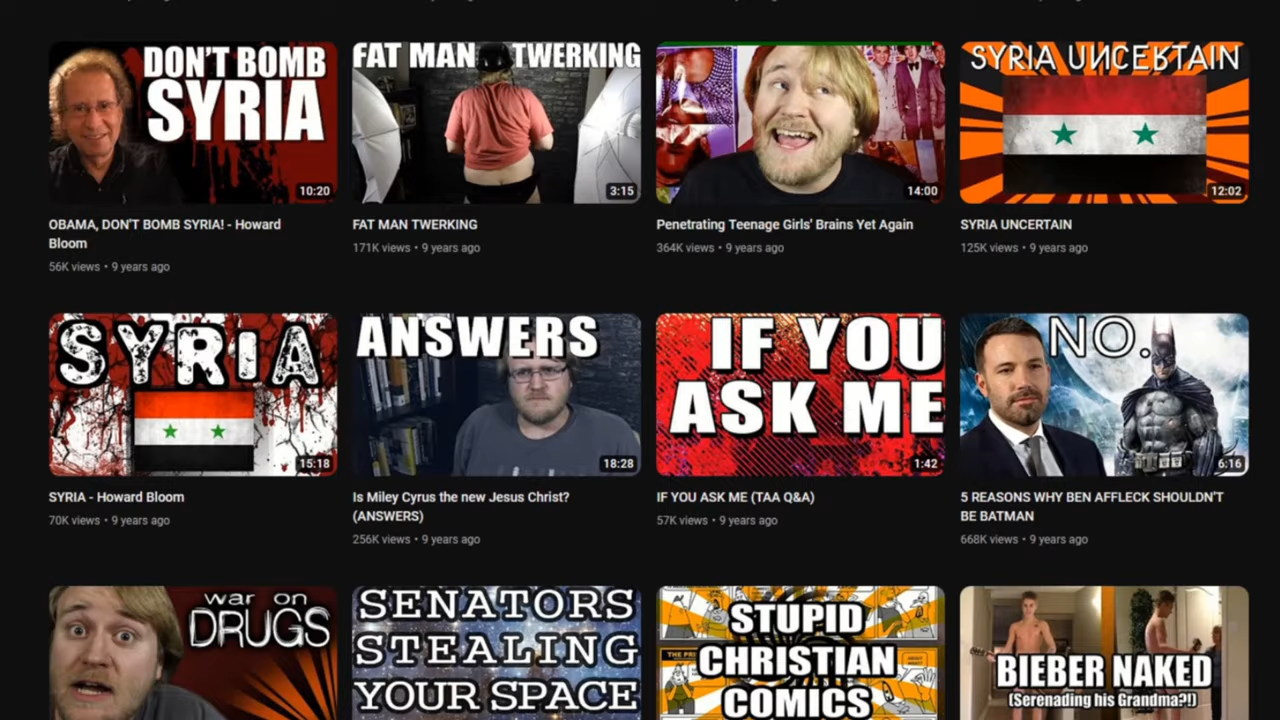 DON'T BOMB
SYRIA
10:20
FAT MAN TWERKING
3:15
14:00
SYRIA UNCERTAIN
12:02
OBAMA, DON'T BOMB SYRIA! - Howard
Bloom
56K views • 9 years ago
FAT MAN TWERKING
171K views • 9 years ago
Penetrating Teenage Girls' Brains Yet Again
364K views • 9 years ago
SYRIA UNCERTAIN
125K views • 9 years ago
SYRIA
15:18
ANSWERS
18:28
IF YOU
ASK ME
1:42
NO.
6:16
SYRIA - Howard Bloom
70K views • 9 years ago
Is Miley Cyrus the new Jesus Christ?
(ANSWERS)
256K views • 9 years ago
IF YOU ASK ME (TAA Q&A)
57K views • 9 years ago
5 REASONS WHY BEN AFFLECK SHOULDN'T
BE BATMAN
668K views • 9 years ago
war on
DRUGS
SENATORS
STEALING
YOUR SPACE
STUPID
CHRISTIAN
COMICS
BIEBER NAKED
(Serenading his Grandma?!)